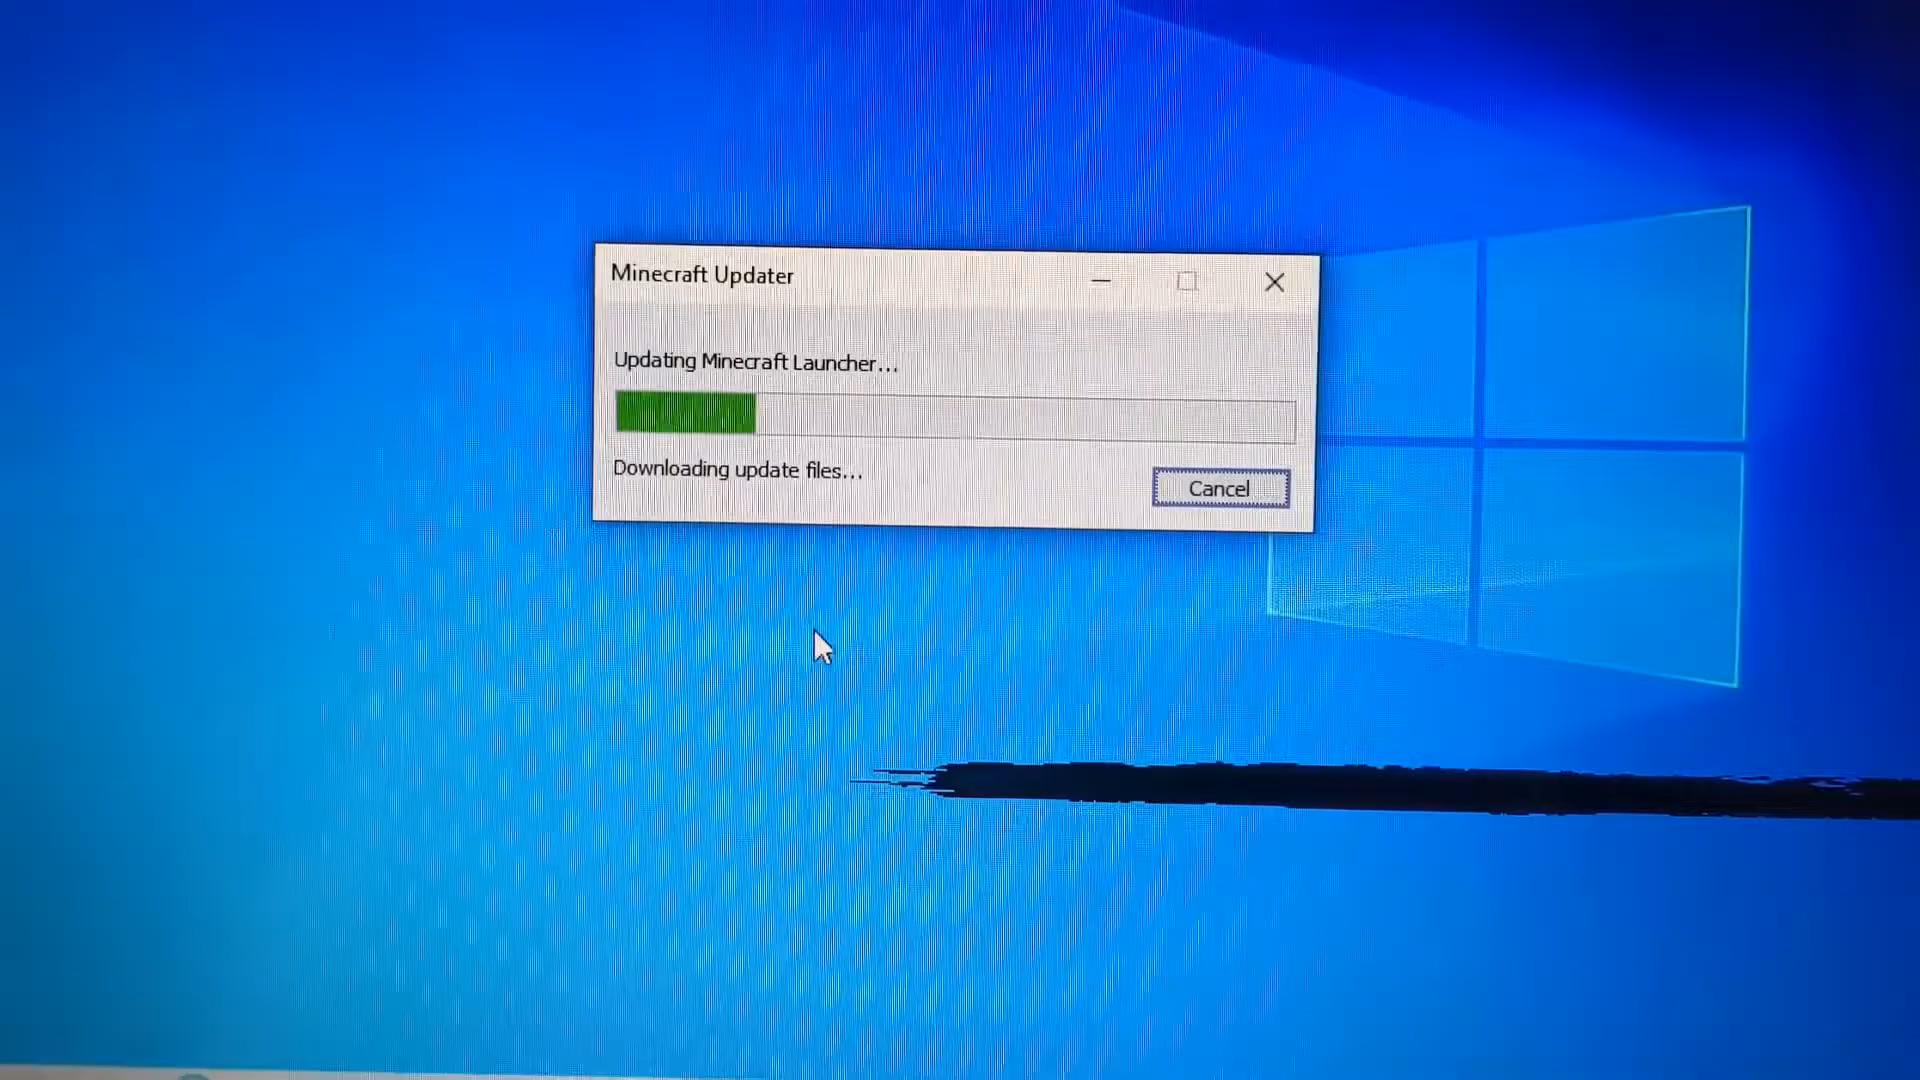 Minecraft Updater
Updating Minecraft Launcher...
Downloading update files...
Cancel